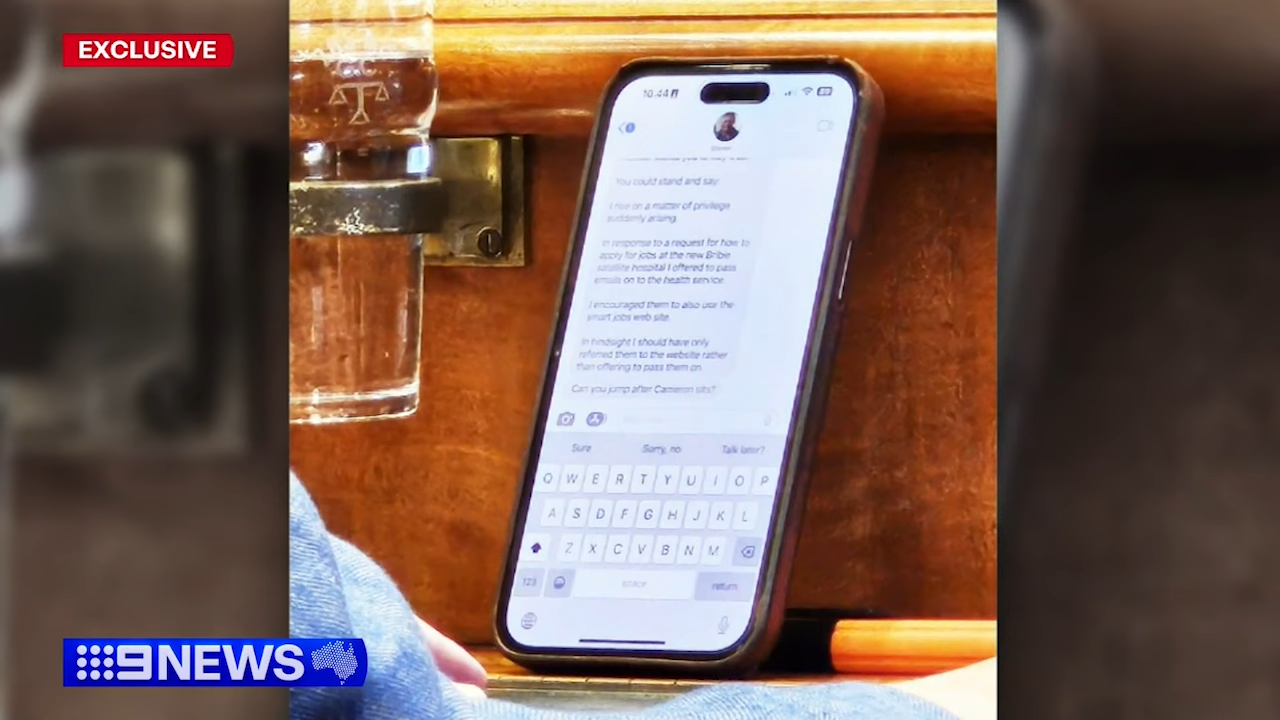 EXCLUSIVE
10:44
You could stand and say:
I rise on a matter of privilege
suddenly arising.
In response to a request for how to
apply for jobs at the new Bribie
satellite hospital I offered to pass
emails on to the health service.
I encouraged them to also use the
smart jobs web site.
In hindsight I should have only
referred them to the website rather
than offering to pass them on.
Can you jump after Cameron sits?
Sure Sorry, no Talk later?
Q W E R T Y U I O P
A S D F G H J K L
Z X C V B N M
123 space return
9NEWS